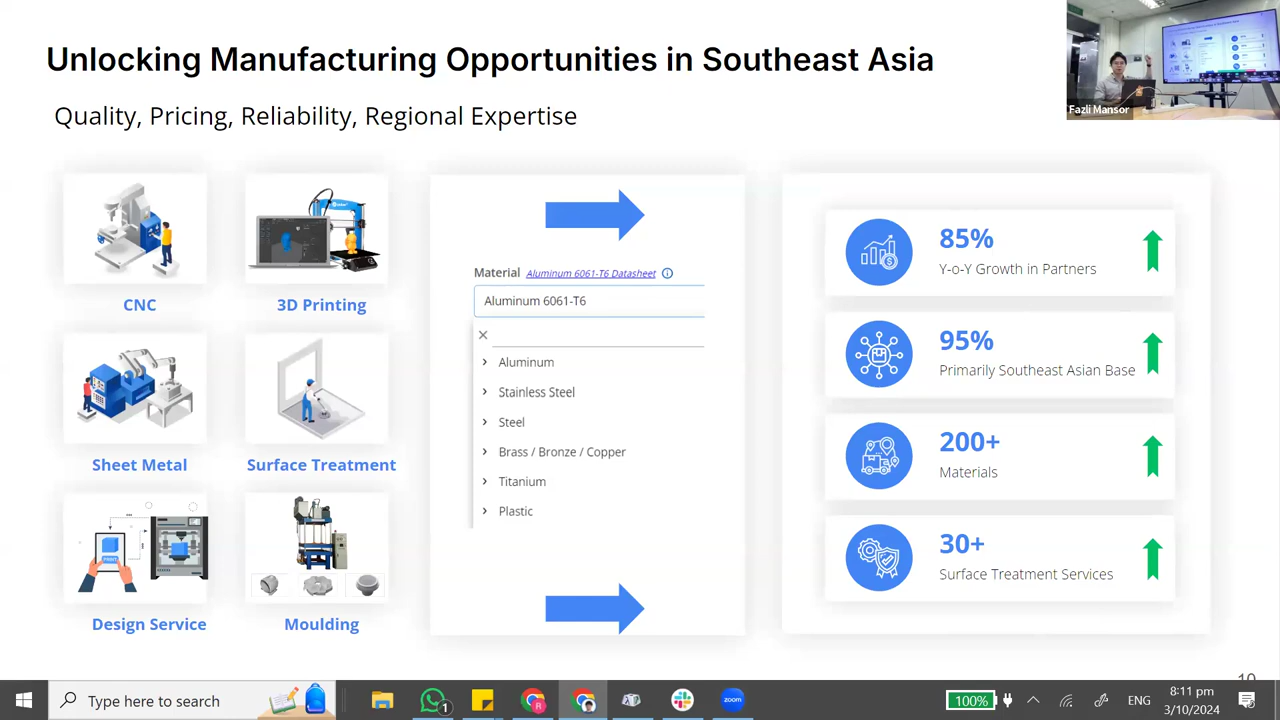 Unlocking Manufacturing Opportunities in Southeast Asia
Quality, Pricing, Reliability, Regional Expertise
Fazli Mansor
CNC
3D Printing
Sheet Metal
Surface Treatment
Design Service
Moulding
Material Aluminum 6061-T6 Datasheet
Aluminum 6061-T6
Aluminum
Stainless Steel
Steel
Brass / Bronze / Copper
Titanium
Plastic
85%
Y-o-Y Growth in Partners
95%
Primarily Southeast Asian Base
200+
Materials
30+
Surface Treatment Services
Type here to search
1
zoom
100%
ENG
8:11 pm
3/10/2024